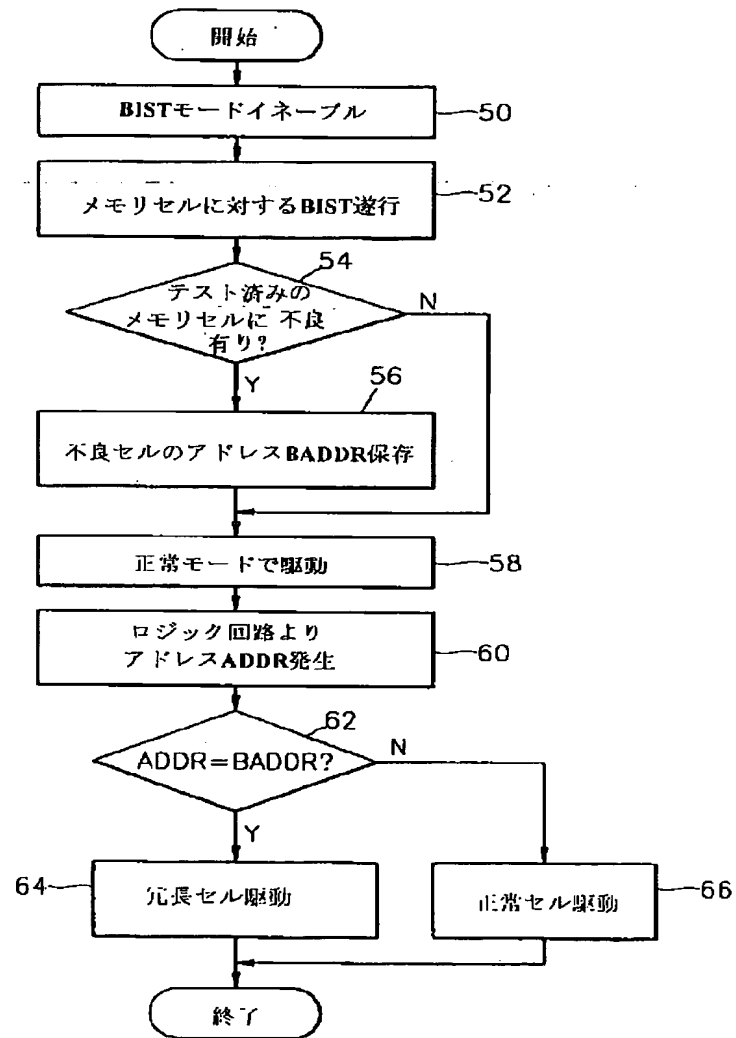 開始
BISTモードイネーブル
50
メモリセルに対するBIST遂行
52
54
テスト済みの
メモリセルに 不良
有り?
N
Y
56
不良セルのアドレスBADDR保存
正常モードで駆動
58
ロジック回路より
アドレスADDR発生
60
62
ADDR=BADDR?
N
Y
64
冗長セル駆動
正常セル駆動
66
終了